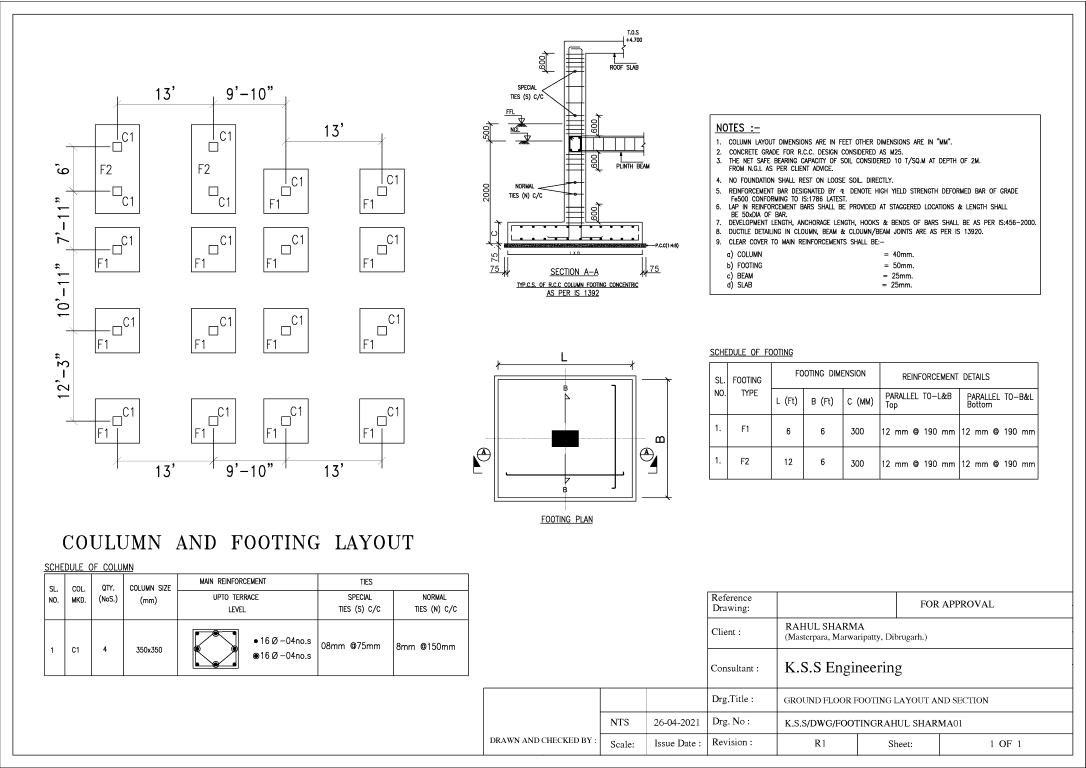 13'
9'-10"
13'
6'
7'-11"
10'-11"
12'-3"
C1
C1
F2
F2
C1
C1
C1
C1
F1
F1
C1
C1
C1
C1
F1
F1
F1
F1
C1
C1
C1
C1
F1
F1
F1
F1
C1
C1
C1
C1
F1
F1
F1
F1
13'
9'-10"
13'
COULUMN AND FOOTING LAYOUT
T.O.S
+4.700
ROOF SLAB
600
SPECIAL
TIES (S) C/C
FFL
NGL
500
600
600
PLINTH BEAM
NORMAL
TIES (N) C/C
2000
600
C
75
P.C.C(1:4:8)
L X B
75
75
SECTION A-A
TYP.C.S. OF R.C.C COLUMN FOOTING CONCENTRIC
AS PER IS 1392
L
B
B
A
A
B
FOOTING PLAN
NOTES :-
1. COLUMN LAYOUT DIMENSIONS ARE IN FEET OTHER DIMENSIONS ARE IN "MM".
2. CONCRETE GRADE FOR R.C.C. DESIGN CONSIDERED AS M25.
3. THE NET SAFE BEARING CAPACITY OF SOIL CONSIDERED 10 T/SQ.M AT DEPTH OF 2M.
FROM N.G.L AS PER CLIENT ADVICE.
4. NO FOUNDATION SHALL REST ON LOOSE SOIL. DIRECTLY.
5. REINFORCEMENT BAR DESIGNATED BY DENOTE HIGH YIELD STRENGTH DEFORMED BAR OF GRADE
Fe500 CONFORMING TO IS:1786 LATEST.
6. LAP IN REINFORCEMENT BARS SHALL BE PROVIDED AT STAGGERED LOCATIONS & LENGTH SHALL
BE 50xDIA OF BAR.
7. DEVELOPMENT LENGTH, ANCHORAGE LENGTH, HOOKS & BENDS OF BARS SHALL BE AS PER IS:456-2000.
8. DUCTILE DETAILING IN CLOUMN, BEAM & CLOUMN/BEAM JOINTS ARE AS PER IS 13920.
9. CLEAR COVER TO MAIN REINFORCEMENTS SHALL BE:-
a) COLUMN = 40mm.
b) FOOTING = 50mm.
c) BEAM = 25mm.
d) SLAB = 25mm.
SCHEDULE OF FOOTING
SL. NO. FOOTING TYPE FOOTING DIMENSION REINFORCEMENT DETAILS
L (Ft) B (Ft) C (MM) PARALLEL TO-L&B Top PARALLEL TO-B&L Bottom
1. F1 6 6 300 12 mm @ 190 mm 12 mm @ 190 mm
1. F2 12 6 300 12 mm @ 190 mm 12 mm @ 190 mm
SCHEDULE OF COLUMN
SL. NO. COL. MKD. QTY. (NoS.) COLUMN SIZE (mm) MAIN REINFORCEMENT TIES
UPTO TERRACE LEVEL SPECIAL TIES (S) C/C NORMAL TIES (N) C/C
1 C1 4 350x350 16 Ø -04no.s 08mm @75mm 8mm @150mm
16 Ø -04no.s
Reference Drawing: FOR APPROVAL
Client : RAHUL SHARMA
(Masterpara, Marwaripatty, Dibrugarh.)
Consultant : K.S.S Engineering
Drg.Title : GROUND FLOOR FOOTING LAYOUT AND SECTION
NTS 26-04-2021 Drg. No : K.S.S/DWG/FOOTINGRAHUL SHARMA01
DRAWN AND CHECKED BY : Scale: Issue Date : Revision : R1 Sheet: 1 OF 1